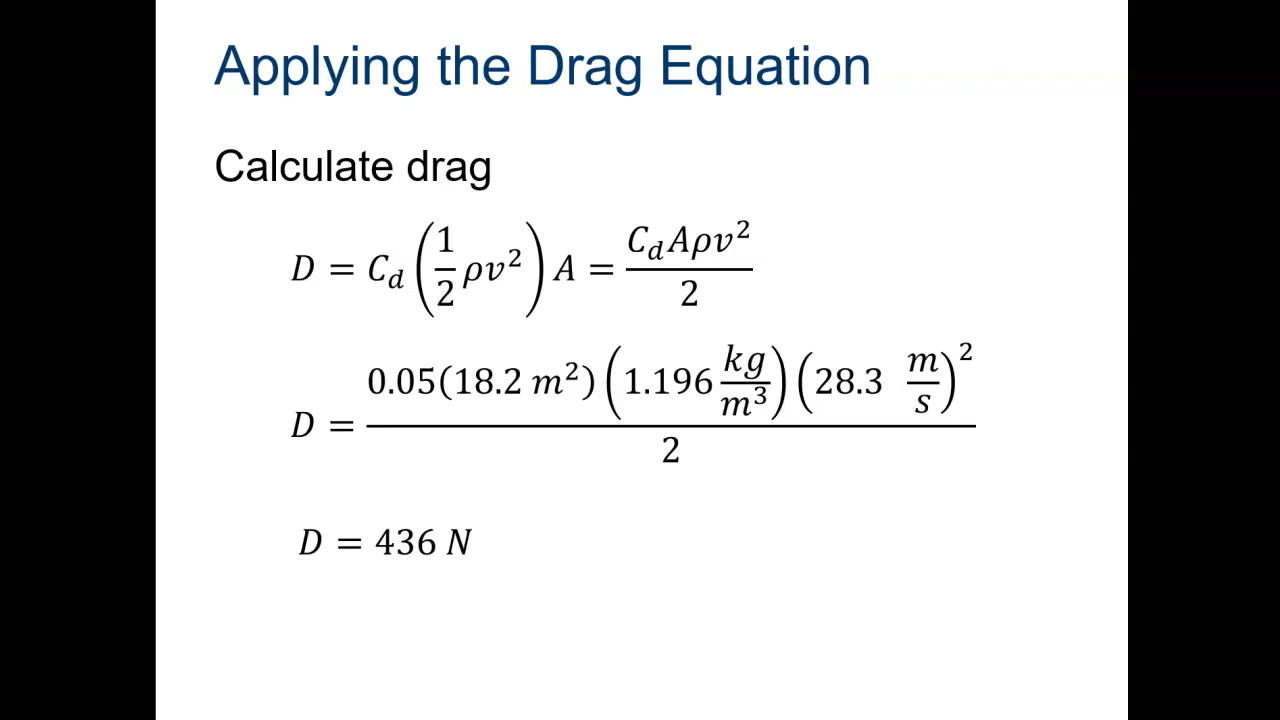 Applying the Drag Equation
Calculate drag
D = C_d (1/2 ρv²) A = C_d Aρv² / 2
D = 0.05(18.2 m²)(1.196 kg/m³)(28.3 m/s)² / 2
D = 436 N